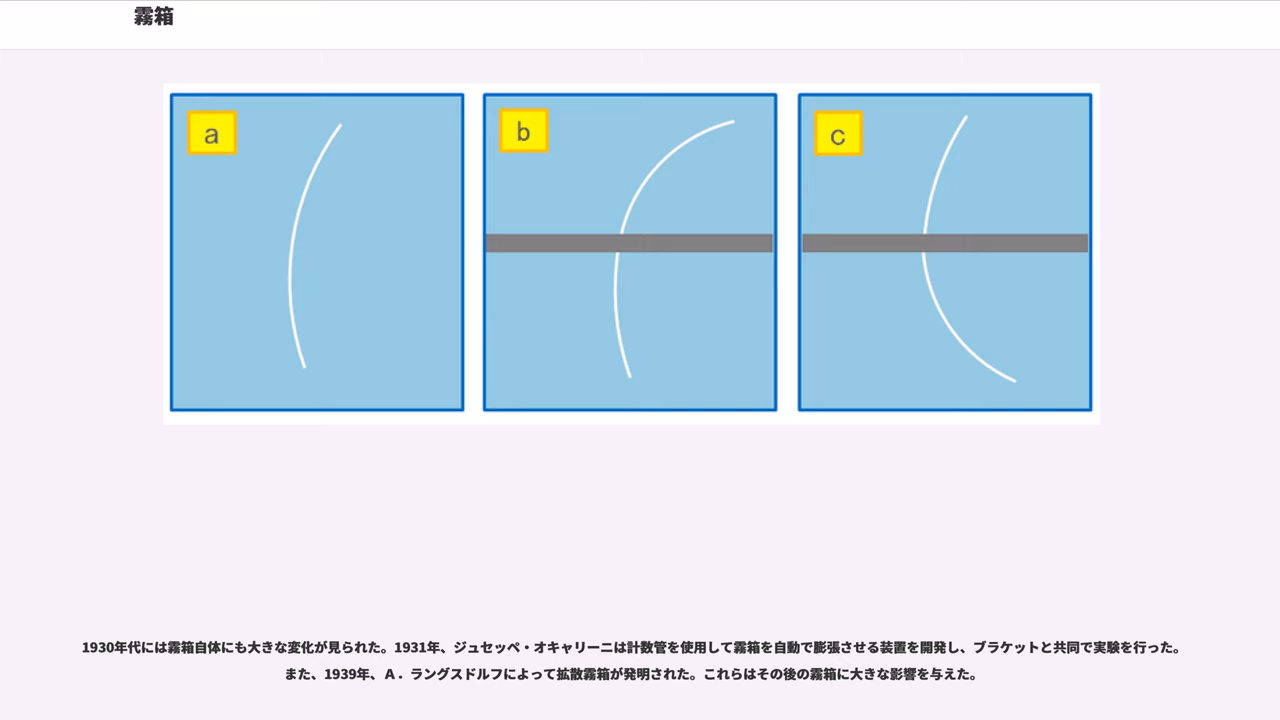 霧箱
a
b
c
1930年代には霧箱自体にも大きな変化が見られた。1931年、ジュセッペ・オキャリーニは計数管を使用して霧箱を自動で膨張させる装置を開発し、ブラケットと共同で実験を行った。
また、1939年、A．ラングスドルフによって拡散霧箱が発明された。これらはその後の霧箱に大きな影響を与えた。